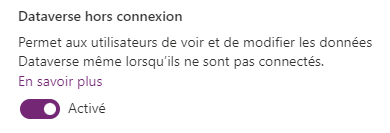 Dataverse hors connexion
Permet aux utilisateurs de voir et de modifier les données
Dataverse même lorsqu'ils ne sont pas connectés.
En savoir plus
Activé